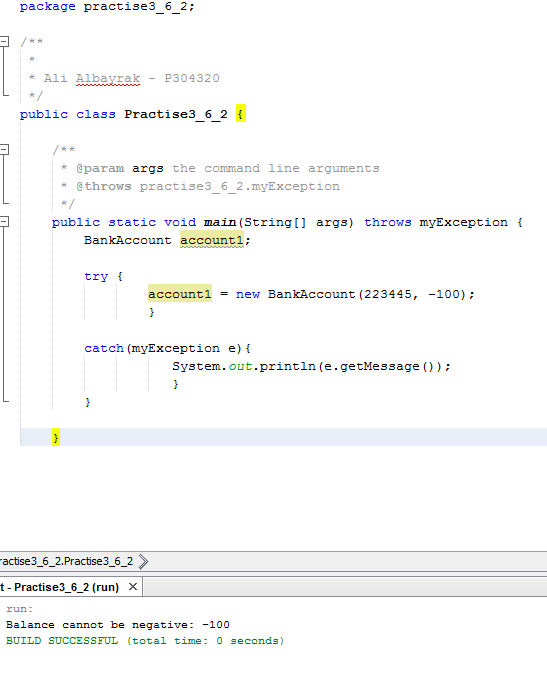 package practise3_6_2;
/**
*
* Ali Albayrak - P304320
*/
public class Practise3_6_2 {
/**
* @param args the command line arguments
* @throws practise3_6_2.myException
*/
public static void main(String[] args) throws myException {
BankAccount account1;
try {
account1 = new BankAccount(223445, -100);
}
catch(myException e){
System.out.println(e.getMessage());
}
}
}
ractise3_6_2.Practise3_6_2
t - Practise3_6_2 (run)
run:
Balance cannot be negative: -100
BUILD SUCCESSFUL (total time: 0 seconds)